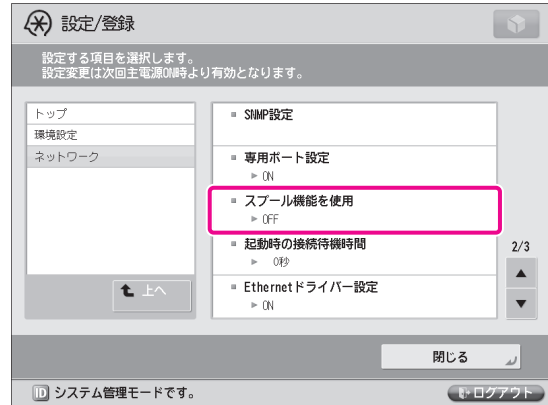 設定/登録
設定する項目を選択します。
設定変更は次回主電源ON時より有効となります。
トップ
環境設定
ネットワーク
上へ
SNMP設定
専用ポート設定
ON
スプール機能を使用
OFF
起動時の接続待機時間
0秒
Ethernetドライバー設定
ON
2/3
閉じる
ID システム管理モードです。
ログアウト